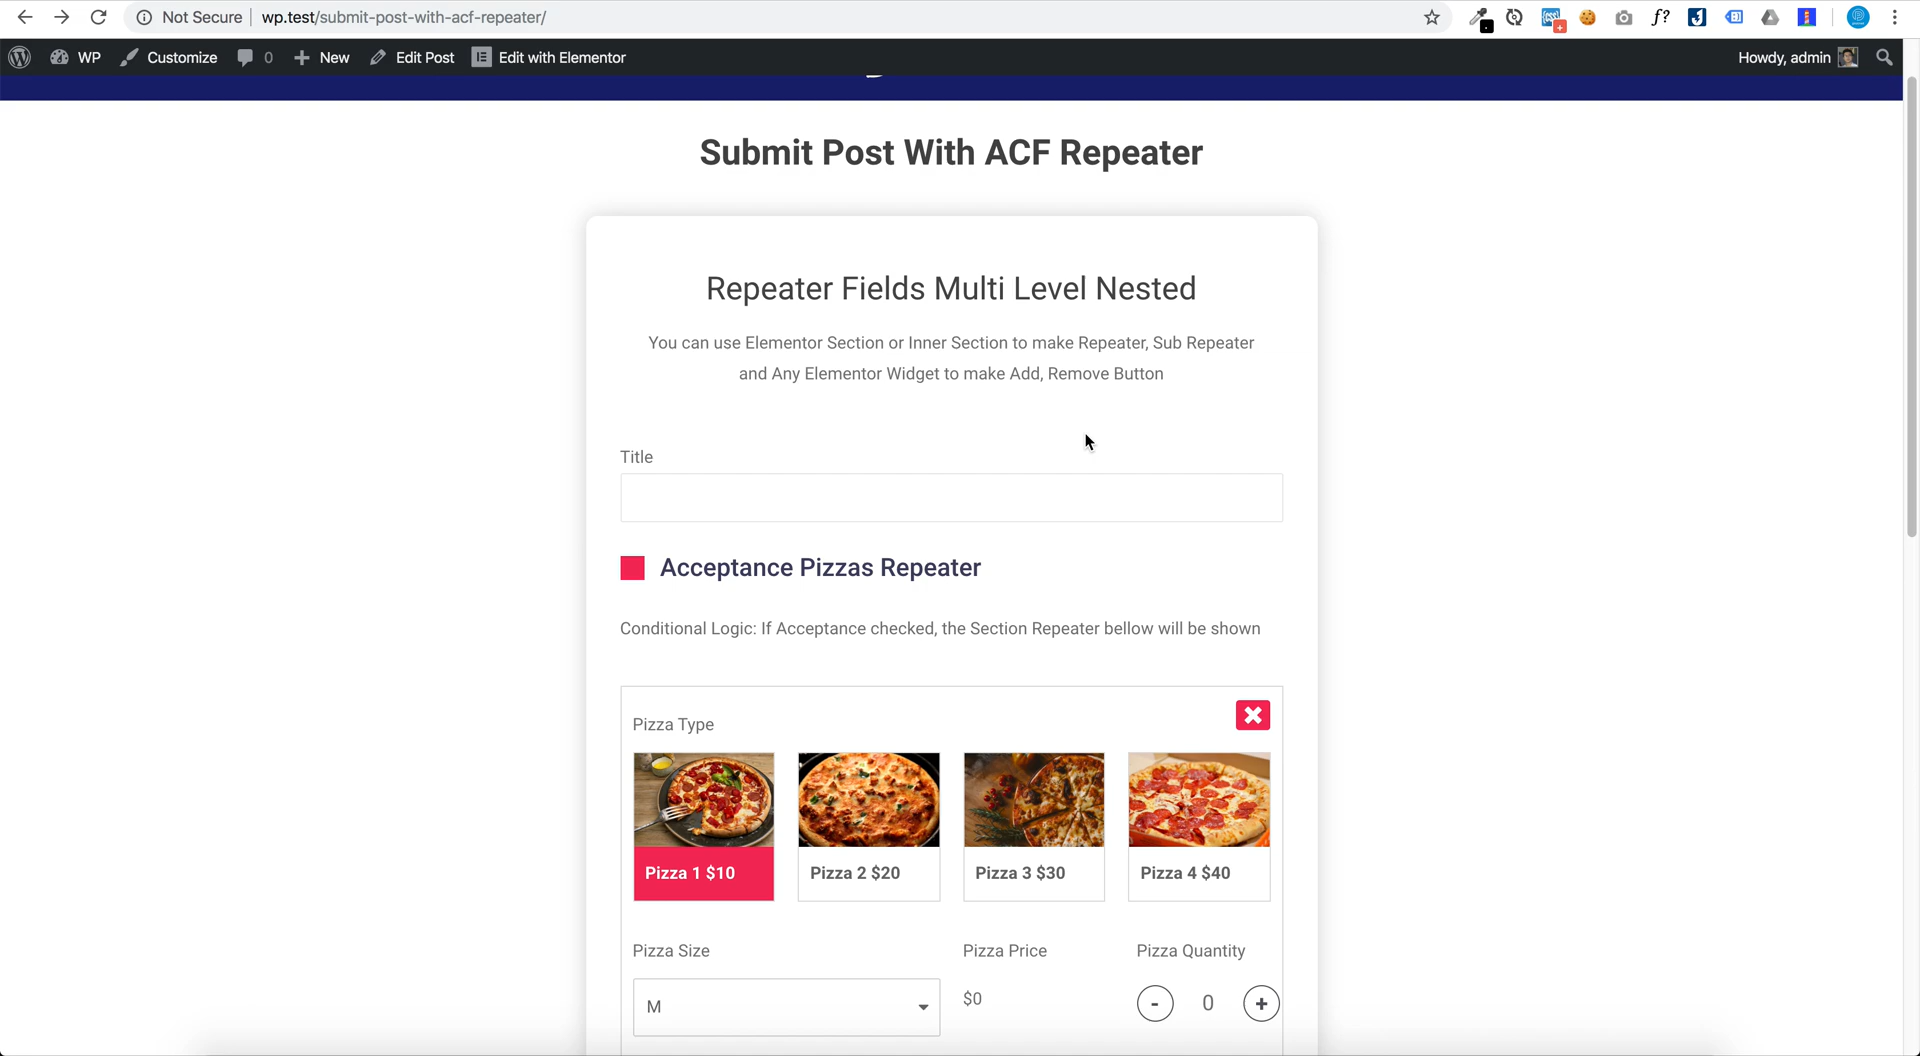 Not Secure wp.test/submit-post-with-acf-repeater/
f?
WP Customize 0 New Edit Post Edit with Elementor Howdy, admin
Submit Post With ACF Repeater
Repeater Fields Multi Level Nested
You can use Elementor Section or Inner Section to make Repeater, Sub Repeater
and Any Elementor Widget to make Add, Remove Button
Title
Acceptance Pizzas Repeater
Conditional Logic: If Acceptance checked, the Section Repeater bellow will be shown
Pizza Type
Pizza 1 $10 Pizza 2 $20 Pizza 3 $30 Pizza 4 $40
Pizza Size Pizza Price Pizza Quantity
M $0 - 0 +